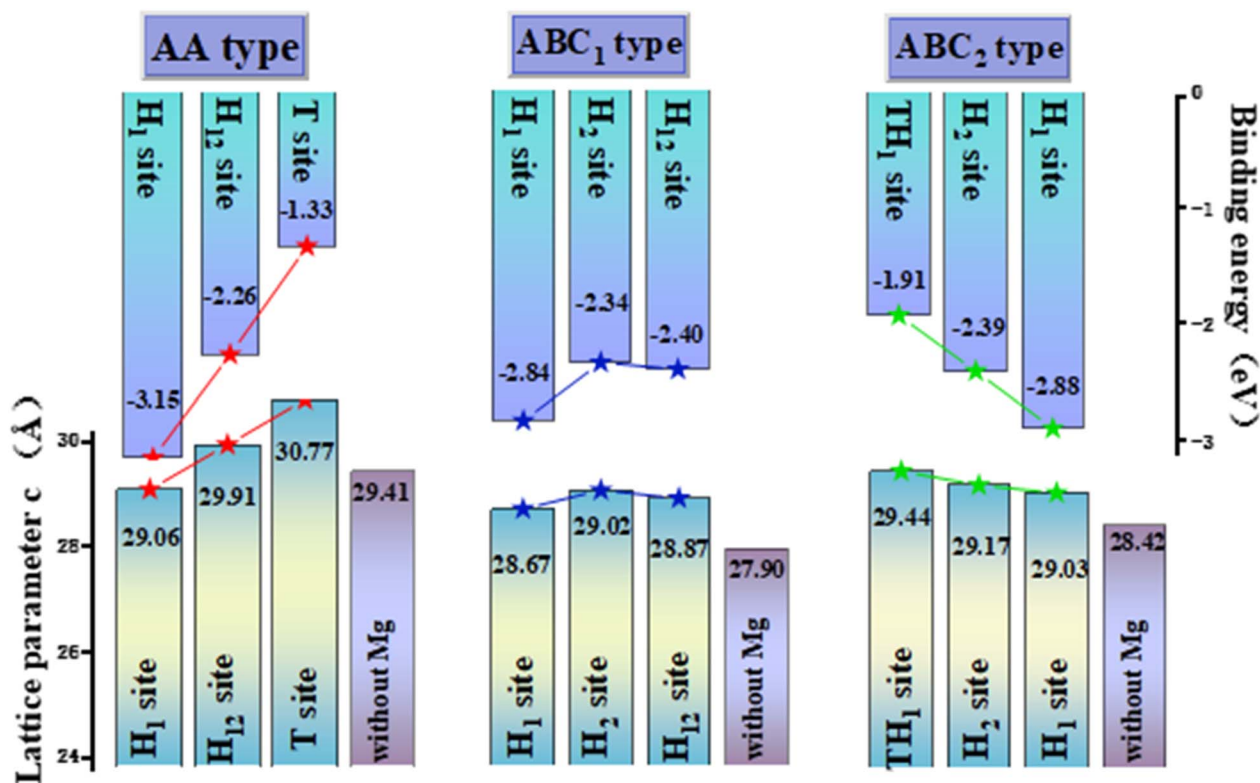 AA type
ABC₁ type
ABC₂ type
H₁ site
H₁₂ site
T site
-3.15
-2.26
-1.33
H₁ site
H₂ site
H₁₂ site
-2.84
-2.34
-2.40
TH₁ site
H₂ site
H₁ site
-1.91
-2.39
-2.88
0
-1
-2
-3
Binding energy (eV)
Lattice parameter c (Å)
30
28
26
24
29.06
29.91
30.77
29.41
H₁ site
H₁₂ site
T site
without Mg
28.67
29.02
28.87
27.90
H₁ site
H₂ site
H₁₂ site
without Mg
29.44
29.17
29.03
28.42
TH₁ site
H₂ site
H₁ site
without Mg